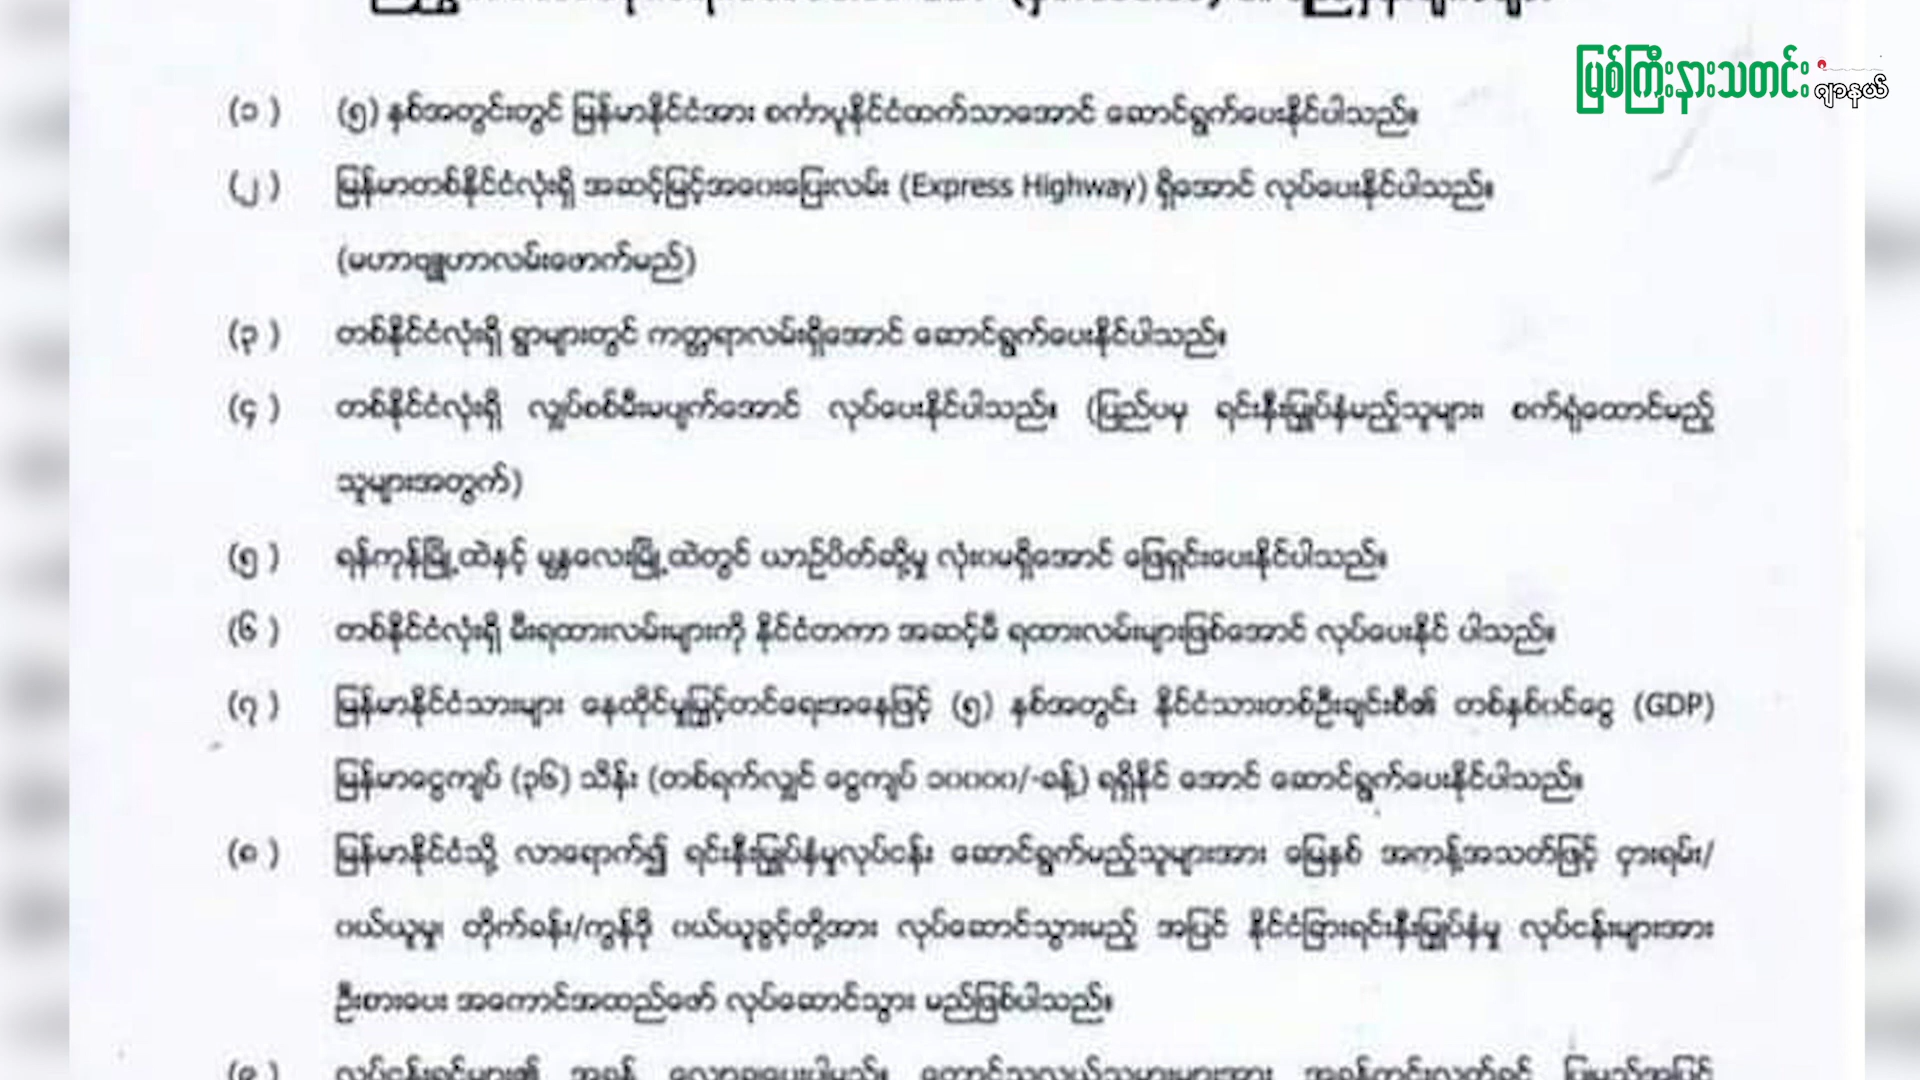 မြစ်ကြီးနားသတင်း ဂျာနယ်
(၁) (၅) နှစ်အတွင်းတွင် မြန်မာနိုင်ငံအား စင်္ကာပူနိုင်ငံထက်သာအောင် ဆောင်ရွက်ပေးနိုင်ပါသည်။
(၂) မြန်မာတစ်နိုင်ငံလုံးရှိ အဆင့်မြင့်အဝေးပြေးလမ်း (Express Highway) ရှိအောင် လုပ်ပေးနိုင်ပါသည်။
(မဟာဗျူဟာလမ်းဖောက်မည်)
(၃) တစ်နိုင်ငံလုံးရှိ ရွာများတွင် ကတ္တရာလမ်းရှိအောင် ဆောင်ရွက်ပေးနိုင်ပါသည်။
(၄) တစ်နိုင်ငံလုံးရှိ လျှပ်စစ်မီးမပျက်အောင် လုပ်ပေးနိုင်ပါသည်။ (ပြည်ပမှ ရင်းနှီးမြှုပ်နှံမည့်သူများ၊ စက်ရုံထောင်မည့်
သူများအတွက်)
(၅) ရန်ကုန်မြို့ထဲနှင့် မန္တလေးမြို့ထဲတွင် ယာဉ်ပိတ်ဆို့မှု လုံးဝမရှိအောင် ဖြေရှင်းပေးနိုင်ပါသည်။
(၆) တစ်နိုင်ငံလုံးရှိ မီးရထားလမ်းများကို နိုင်ငံတကာ အဆင့်မီ ရထားလမ်းများဖြစ်အောင် လုပ်ပေးနိုင် ပါသည်။
(၇) မြန်မာနိုင်ငံသားများ နေထိုင်မှုမြှင့်တင်ရေးအနေဖြင့် (၅) နှစ်အတွင်း နိုင်ငံသားတစ်ဦးချင်းစီ၏ တစ်နှစ်ဝင်ငွေ (GDP)
မြန်မာငွေကျပ် (၃၆) သိန်း (တစ်ရက်လျှင် ငွေကျပ် ၁၀၀၀၀/-ခန့်) ရရှိနိုင် အောင် ဆောင်ရွက်ပေးနိုင်ပါသည်။
(၈) မြန်မာနိုင်ငံသို့ လာရောက်၍ ရင်းနှီးမြှုပ်နှံမှုလုပ်ငန်း ဆောင်ရွက်မည့်သူများအား မြေနှစ် အကန့်အသတ်ဖြင့် ငှားရမ်း/
ဝယ်ယူမှု၊ တိုက်ခန်း/ကွန်ဒို ဝယ်ယူခွင့်တို့အား လုပ်ဆောင်သွားမည့် အပြင် နိုင်ငံခြားရင်းနှီးမြှုပ်နှံမှု လုပ်ငန်းများအား
ဦးစားပေး အကောင်အထည်ဖော် လုပ်ဆောင်သွား မည်ဖြစ်ပါသည်။
(၉)